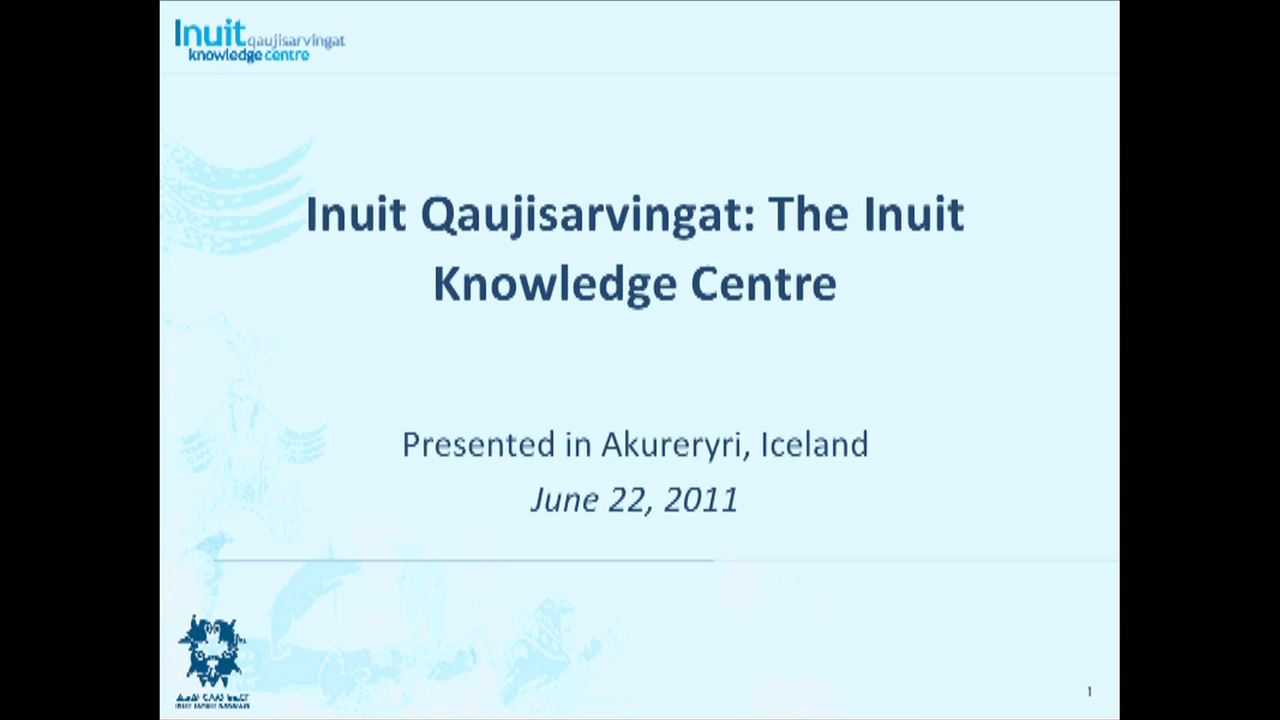 Inuit qaujisarvingat
knowledge centre
Inuit Qaujisarvingat: The Inuit
Knowledge Centre
Presented in Akureryri, Iceland
June 22, 2011
1